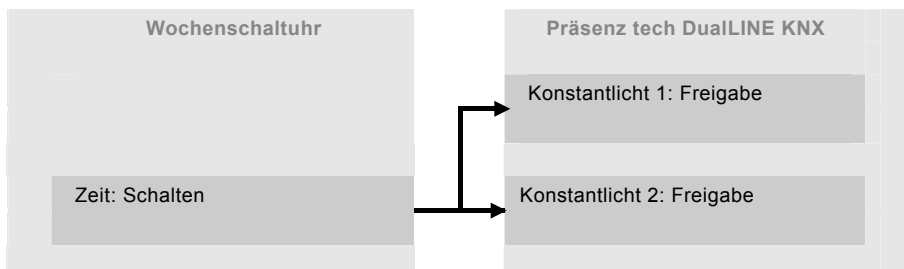 Wochenschaltuhr
Präsenz tech DualLINE KNX
Konstantlicht 1: Freigabe
Zeit: Schalten
Konstantlicht 2: Freigabe